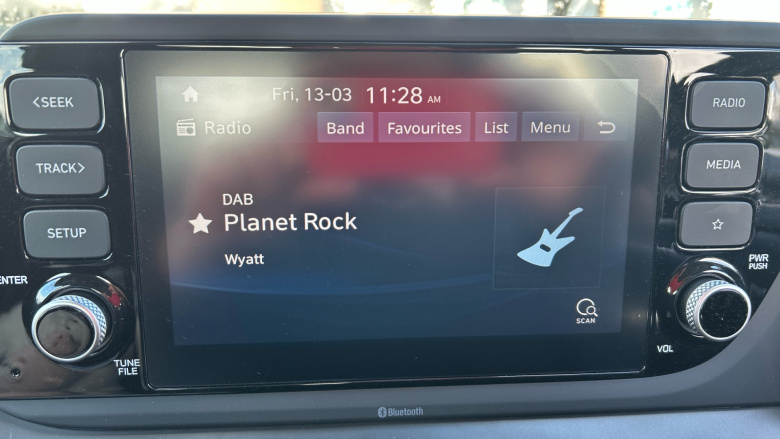 <SEEK
TRACK>
SETUP
ENTER
TUNE
FILE
Fri, 13-03 11:28 AM
Radio
Band Favourites List Menu
DAB
Planet Rock
Wyatt
SCAN
RADIO
MEDIA
PWR
PUSH
VOL
Bluetooth